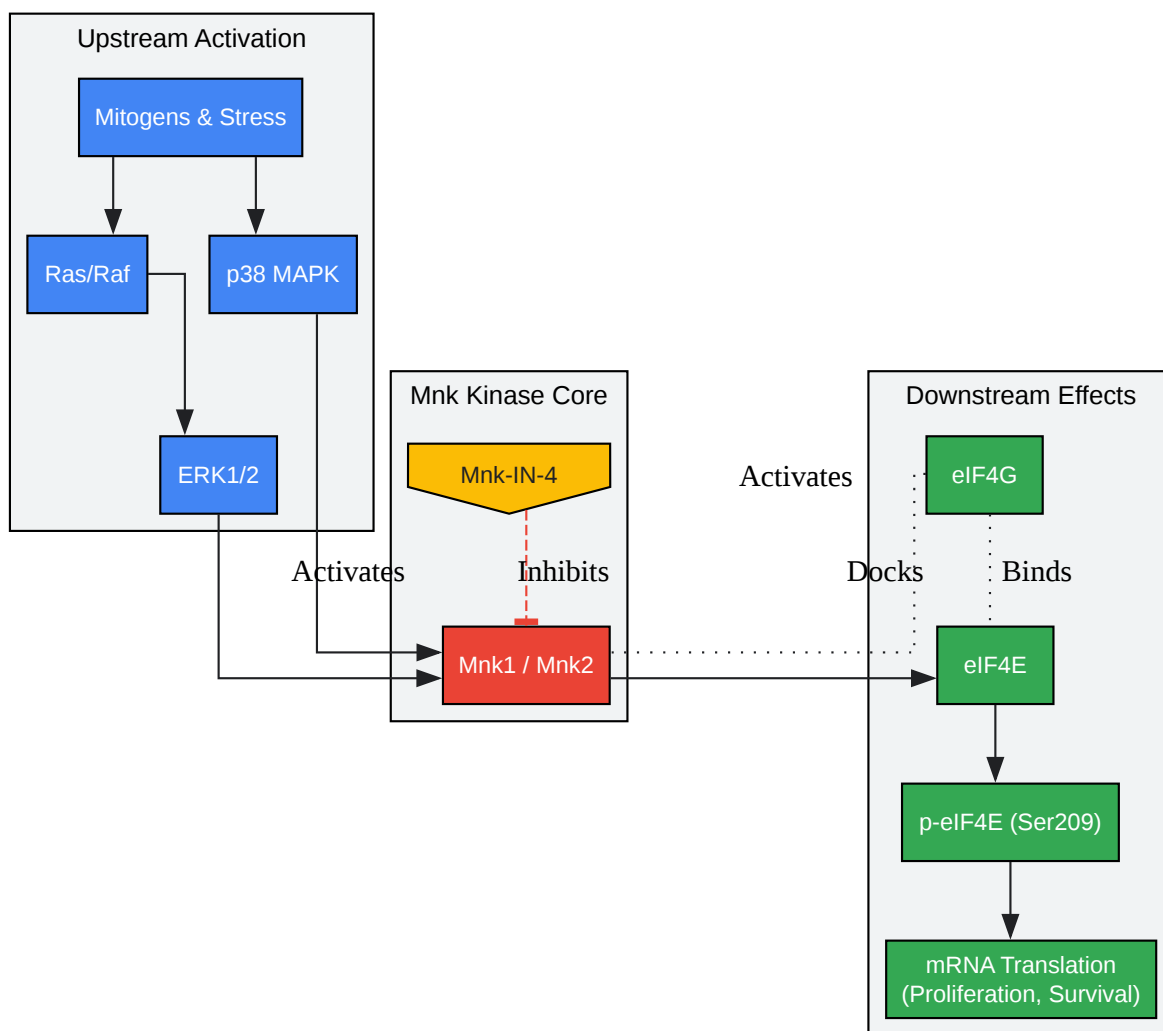 Upstream Activation
Mitogens & Stress
Ras/Raf
p38 MAPK
ERK1/2
Mnk Kinase Core
Mnk-IN-4
Activates
Inhibits
Mnk1 / Mnk2
Downstream Effects
Activates
eIF4G
Docks
Binds
eIF4E
p-eIF4E (Ser209)
mRNA Translation
(Proliferation, Survival)